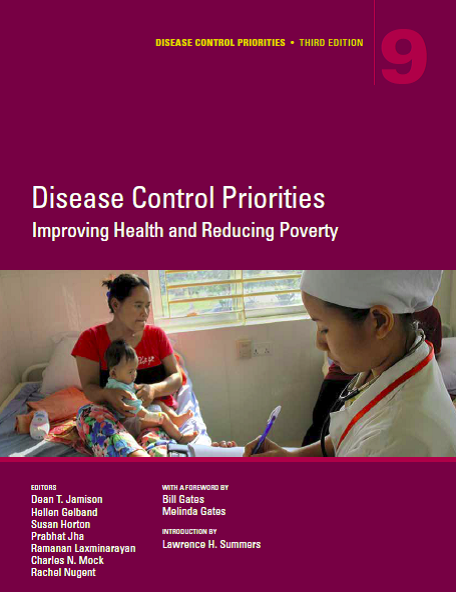 DISEASE CONTROL PRIORITIES • THIRD EDITION
9
Disease Control Priorities
Improving Health and Reducing Poverty
EDITORS
Dean T. Jamison
Hellen Gelband
Susan Horton
Prabhat Jha
Ramanan Laxminarayan
Charles N. Mock
Rachel Nugent
WITH A FOREWORD BY
Bill Gates
Melinda Gates
INTRODUCTION BY
Lawrence H. Summers